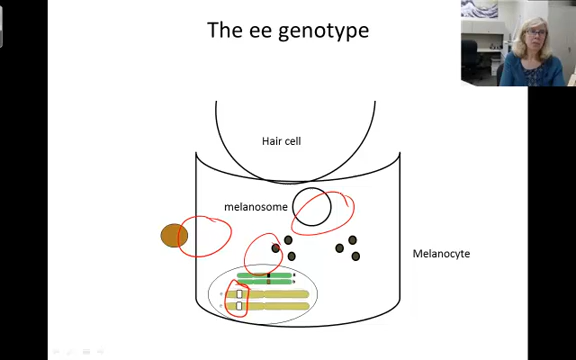 The ee genotype
Hair cell
melanosome
Melanocyte